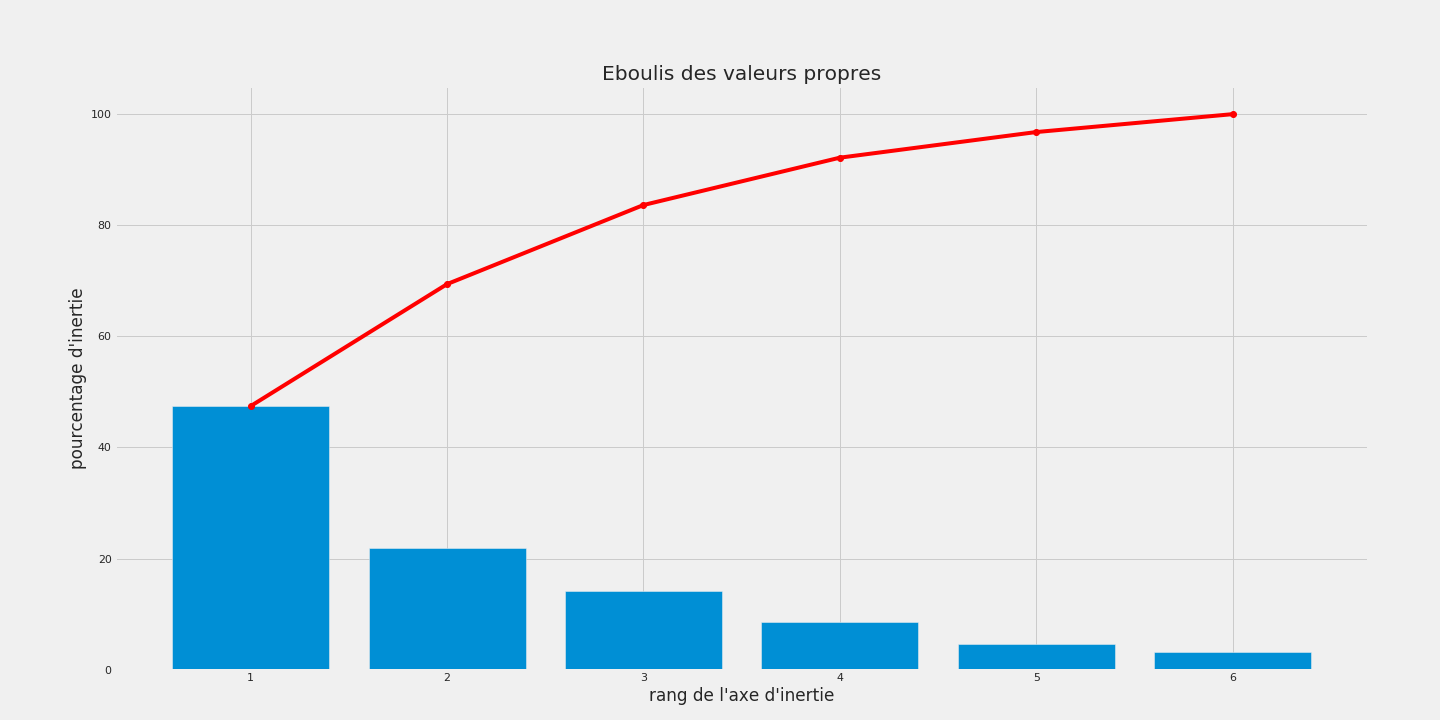 Eboulis des valeurs propres
pourcentage d'inertie
100
80
60
40
20
0
1 2 3 4 5 6
rang de l'axe d'inertie